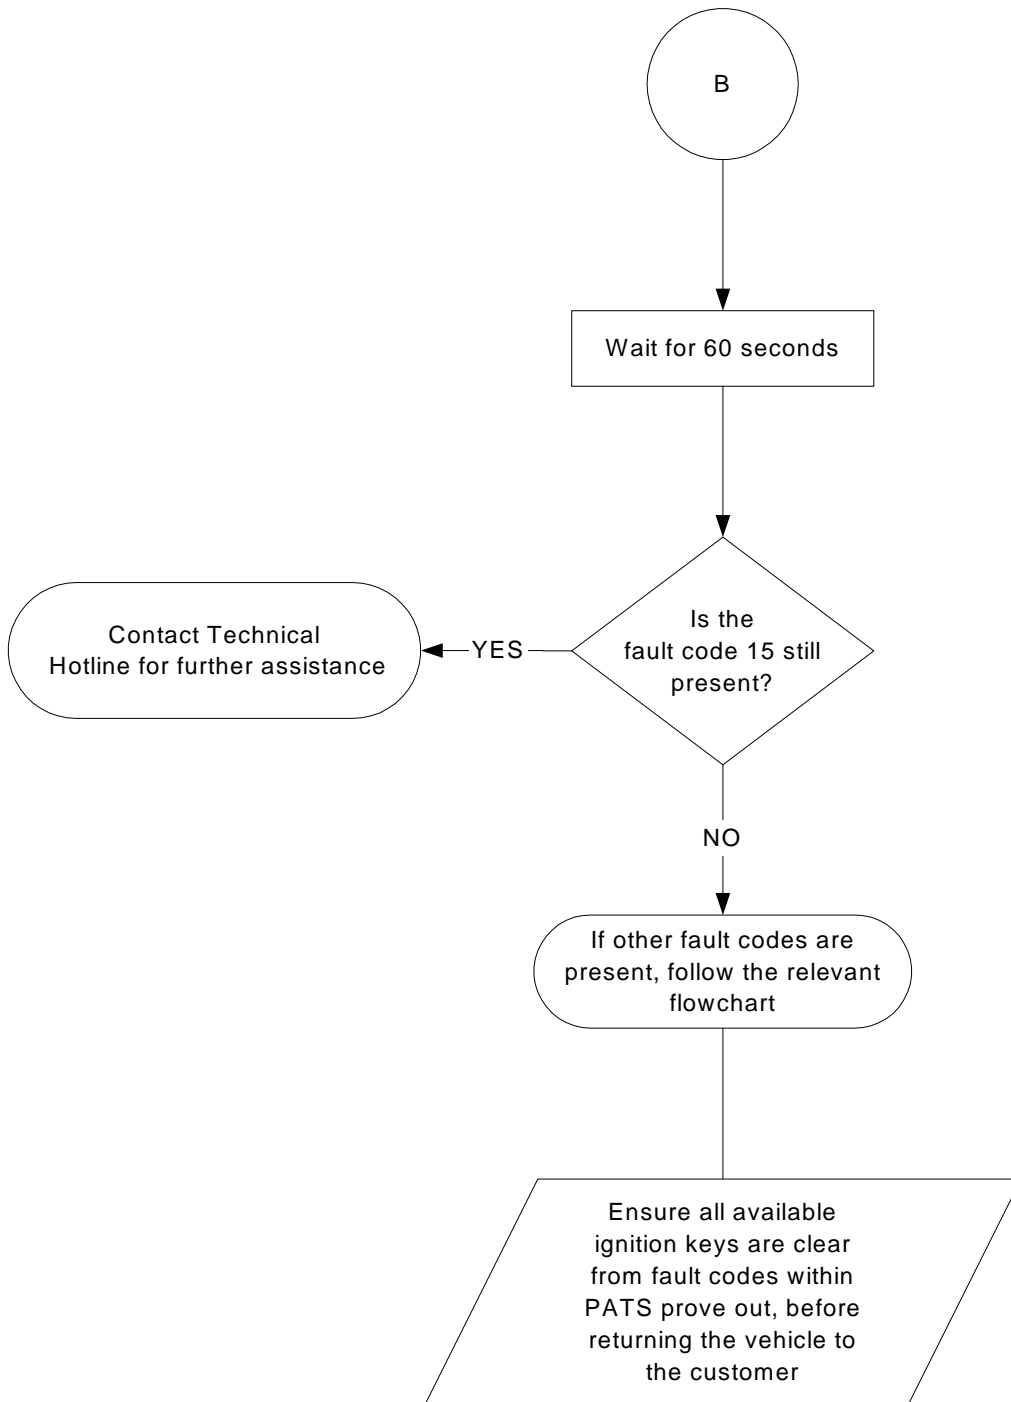 B
Wait for 60 seconds
Is the
fault code 15 still
present?
YES
Contact Technical
Hotline for further assistance
NO
If other fault codes are
present, follow the relevant
flowchart
Ensure all available
ignition keys are clear
from fault codes within
PATS prove out, before
returning the vehicle to
the customer